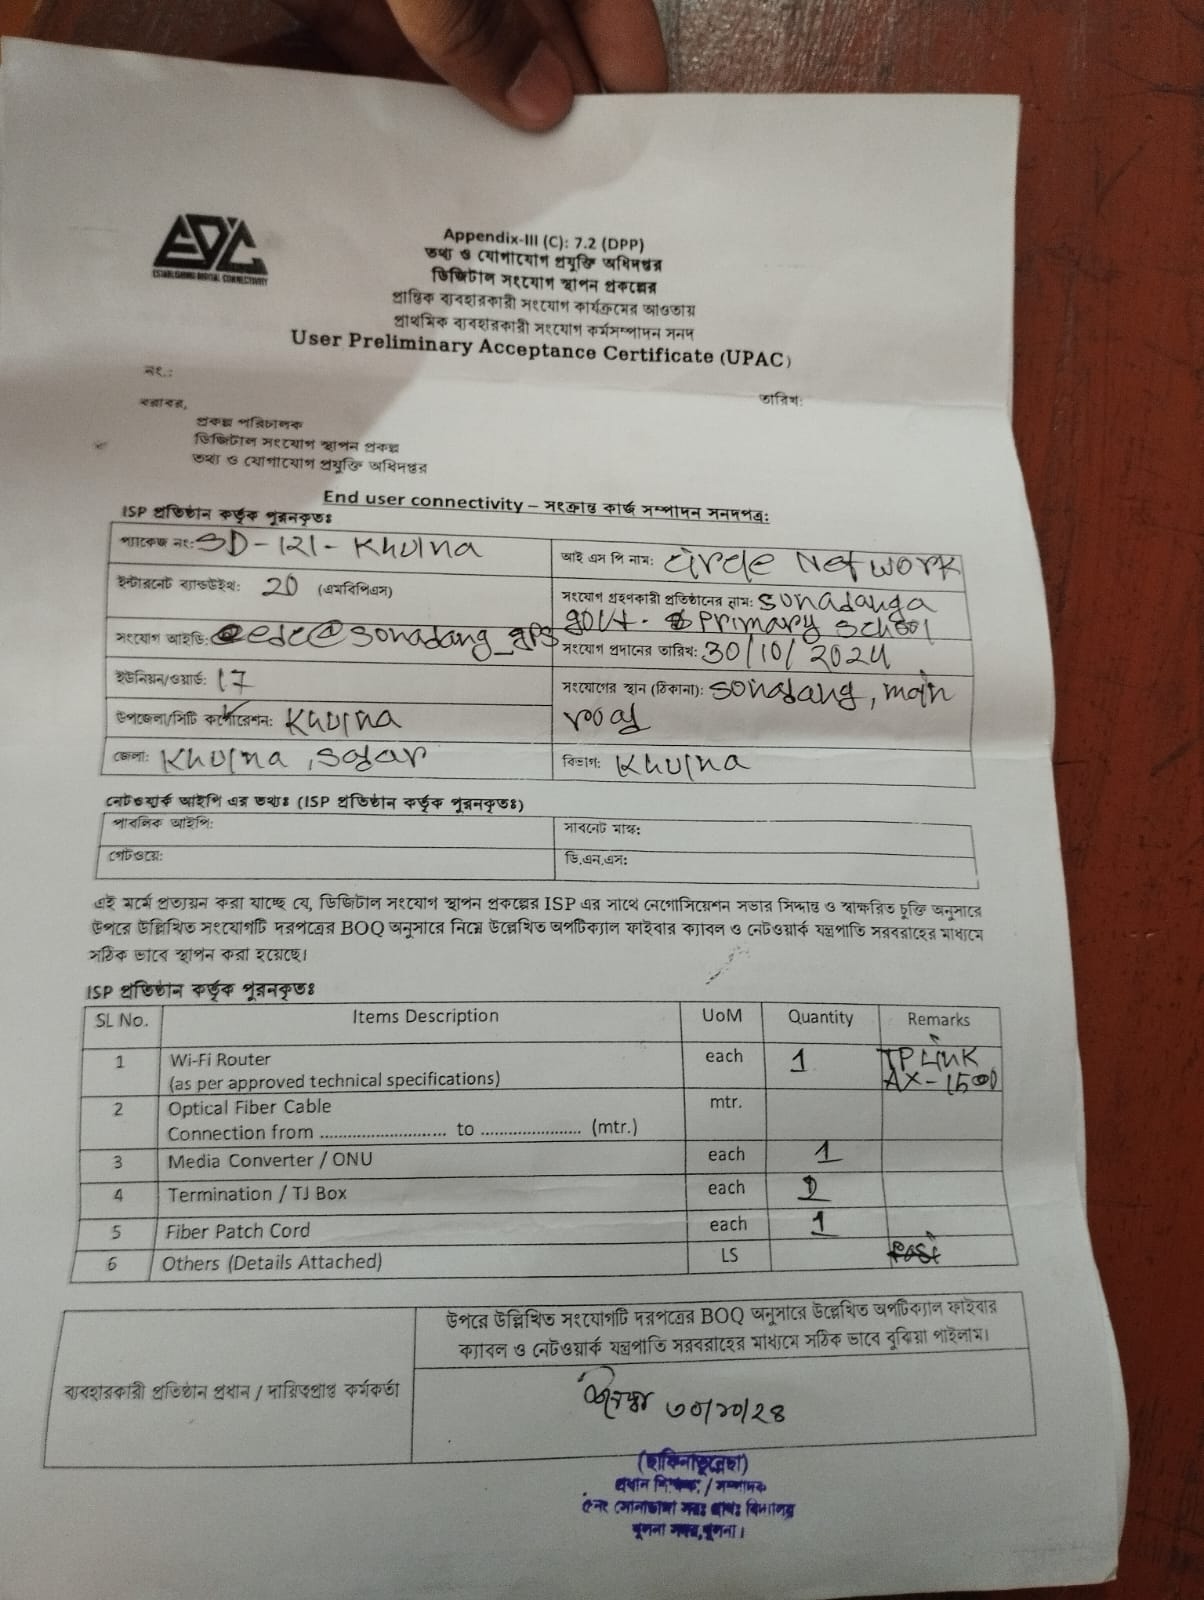 EDC
ESTABLISHING DIGITAL CONNECTIVITY
Appendix-III (C): 7.2 (DPP)
তথ্য ও যোগাযোগ প্রযুক্তি অধিদপ্তর
ডিজিটাল সংযোগ স্থাপন প্রকল্পের
প্রান্তিক ব্যবহারকারী সংযোগ কার্যক্রমের আওতায়
প্রাথমিক ব্যবহারকারী সংযোগ কর্মসম্পাদন সনদ
User Preliminary Acceptance Certificate (UPAC)
নং.:
তারিখ:
বরাবর,
প্রকল্প পরিচালক
ডিজিটাল সংযোগ স্থাপন প্রকল্প
তথ্য ও যোগাযোগ প্রযুক্তি অধিদপ্তর
End user connectivity – সংক্রান্ত কার্জ সম্পাদন সনদপত্র:
ISP প্রতিষ্ঠান কর্তৃক পুরনকৃতঃ
প্যাকেজ নং: SD-121-Khulna
আই এস পি নাম: circle Network
ইন্টারনেট ব্যান্ডউইথ: 20 (এমবিপিএস)
সংযোগ গ্রহণকারী প্রতিষ্ঠানের নাম: sonadanga
govt. Primary school
সংযোগ আইডি: edc@sonadang_gps
সংযোগ প্রদানের তারিখ: 30/10/2024
ইউনিয়ন/ওয়ার্ড: 17
সংযোগের স্থান (ঠিকানা): sonadang, main
road
উপজেলা/সিটি কর্পোরেশন: Khulna
জেলা: Khulna, sadar
বিভাগ: Khulna
নেটওয়ার্ক আইপি এর তথ্যঃ (ISP প্রতিষ্ঠান কর্তৃক পুরনকৃতঃ)
পাবলিক আইপি:
সাবনেট মাস্ক:
গেটওয়ে:
ডি.এন.এস:
এই মর্মে প্রত্যয়ন করা যাচ্ছে যে, ডিজিটাল সংযোগ স্থাপন প্রকল্পের ISP এর সাথে নেগোসিয়েশন সভার সিদ্ধান্ত ও স্বাক্ষরিত চুক্তি অনুসারে
উপরে উল্লিখিত সংযোগটি দরপত্রের BOQ অনুসারে নিম্নে উল্লেখিত অপটিক্যাল ফাইবার ক্যাবল ও নেটওয়ার্ক যন্ত্রপাতি সরবরাহের মাধ্যমে
সঠিক ভাবে স্থাপন করা হয়েছে।
ISP প্রতিষ্ঠান কর্তৃক পুরনকৃতঃ
SL No. Items Description UoM Quantity Remarks
1 Wi-Fi Router each 1 TP Link
(as per approved technical specifications) AX-1500
2 Optical Fiber Cable mtr.
Connection from ........................... to ...................... (mtr.)
3 Media Converter / ONU each 1
4 Termination / TJ Box each
5 Fiber Patch Cord each 1
6 Others (Details Attached) LS
উপরে উল্লিখিত সংযোগটি দরপত্রের BOQ অনুসারে উল্লেখিত অপটিক্যাল ফাইবার
ক্যাবল ও নেটওয়ার্ক যন্ত্রপাতি সরবরাহের মাধ্যমে সঠিক ভাবে বুঝিয়া পাইলাম।
ব্যবহারকারী প্রতিষ্ঠান প্রধান / দায়িত্বপ্রাপ্ত কর্মকর্তা
৩০/১০/২৪
প্রধান শিক্ষক / সম্পাদক
সোনাডাঙ্গা সরঃ প্রাথঃ বিদ্যালয়
খুলনা সদর, খুলনা।